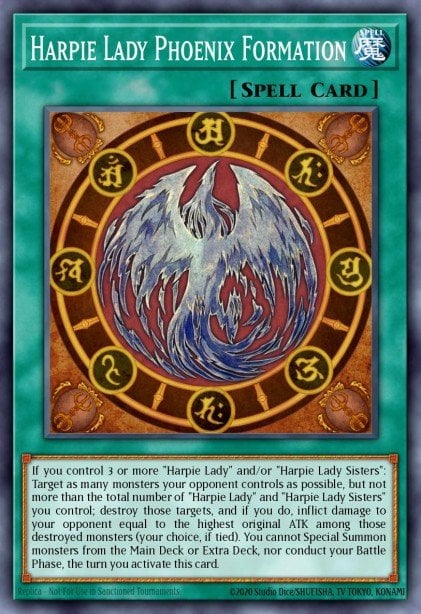 HARPIE LADY PHOENIX FORMATION
SPELL
魔
[ SPELL CARD ]
If you control 3 or more "Harpie Lady" and/or "Harpie Lady Sisters":
Target as many monsters your opponent controls as possible, but not
more than the total number of "Harpie Lady" and "Harpie Lady Sisters"
you control; destroy those targets, and if you do, inflict damage to
your opponent equal to the highest original ATK among those
destroyed monsters (your choice, if tied). You cannot Special Summon
monsters from the Main Deck or Extra Deck, nor conduct your Battle
Phase, the turn you activate this card.
Replica - Not For Use in Sanctioned Tournaments
©2020 Studio Dice/SHUEISHA, TV TOKYO, KONAMI